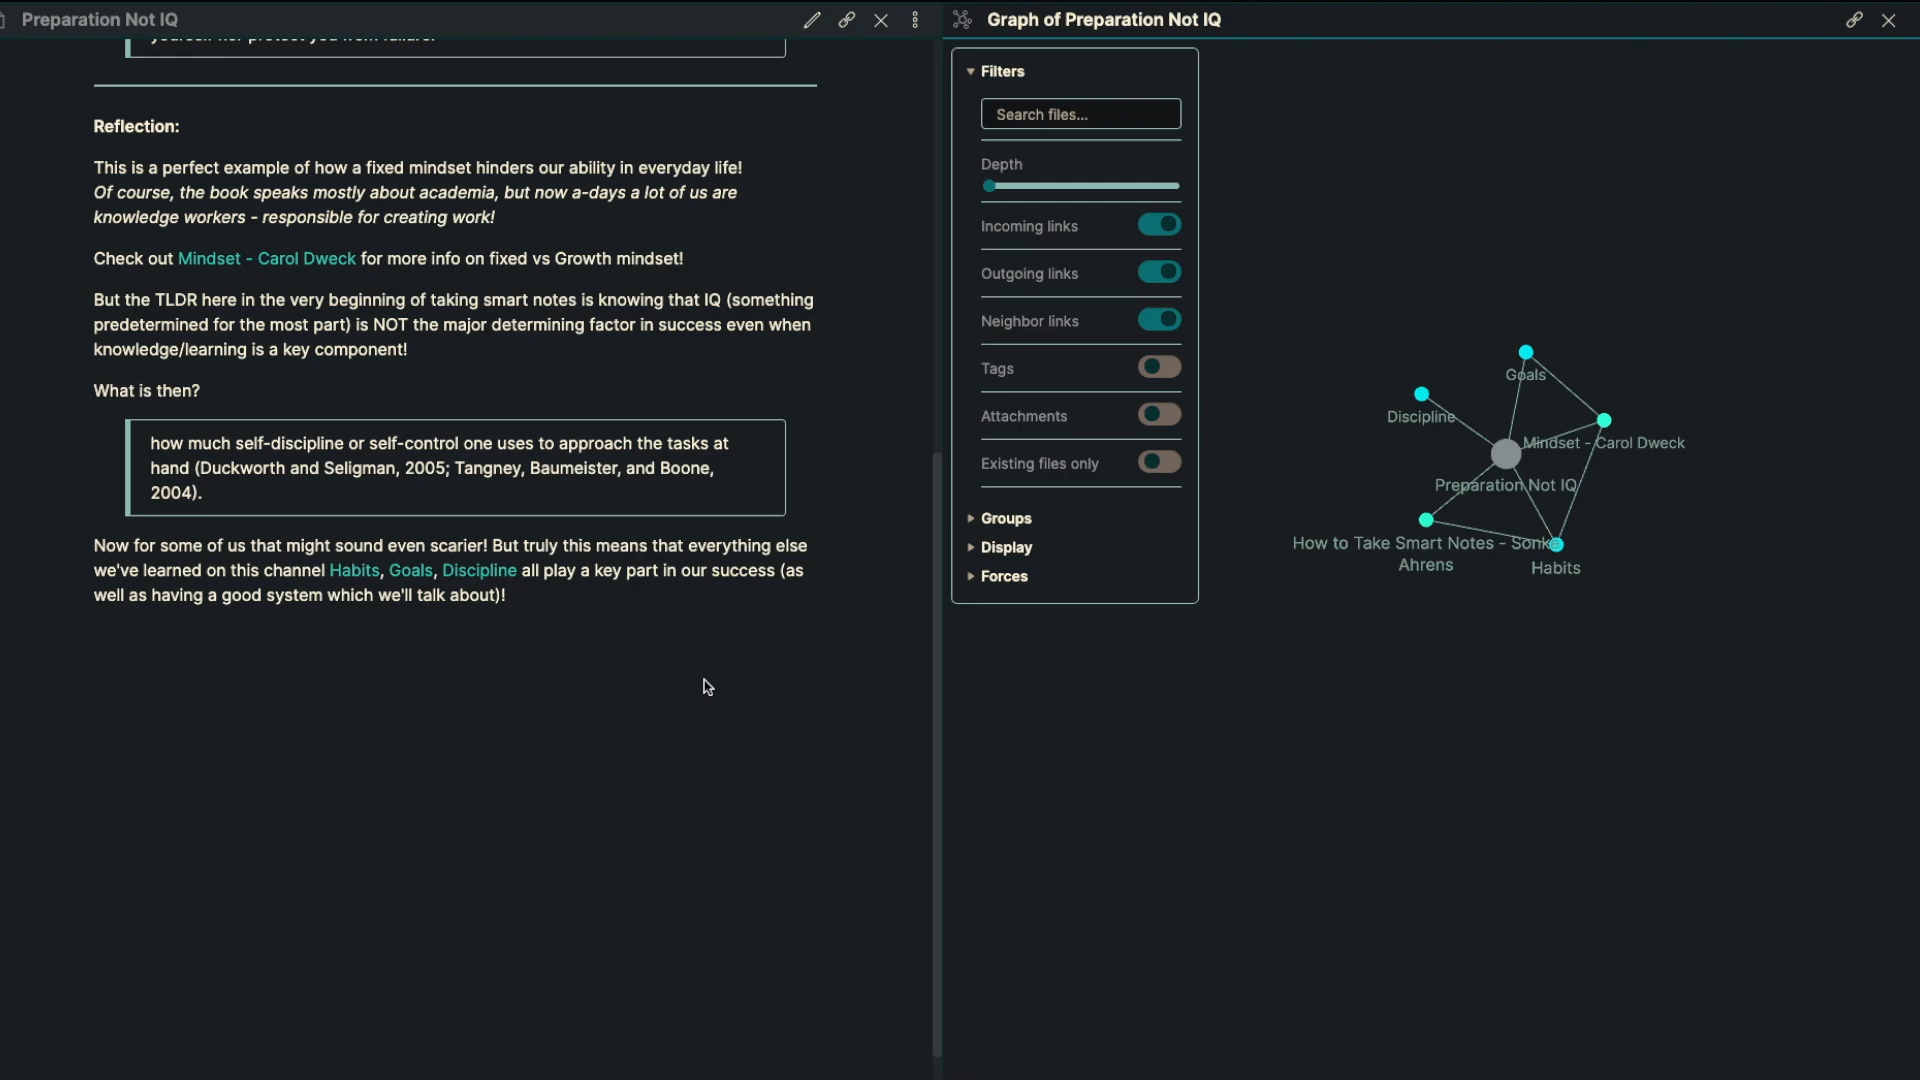 Preparation Not IQ
Reflection:
This is a perfect example of how a fixed mindset hinders our ability in everyday life!
Of course, the book speaks mostly about academia, but now a-days a lot of us are
knowledge workers - responsible for creating work!
Check out Mindset - Carol Dweck for more info on fixed vs Growth mindset!
But the TLDR here in the very beginning of taking smart notes is knowing that IQ (something
predetermined for the most part) is NOT the major determining factor in success even when
knowledge/learning is a key component!
What is then?
how much self-discipline or self-control one uses to approach the tasks at
hand (Duckworth and Seligman, 2005; Tangney, Baumeister, and Boone,
2004).
Now for some of us that might sound even scarier! But truly this means that everything else
we've learned on this channel Habits, Goals, Discipline all play a key part in our success (as
well as having a good system which we'll talk about)!
Graph of Preparation Not IQ
Filters
Search files...
Depth
Incoming links
Outgoing links
Neighbor links
Tags
Attachments
Existing files only
Groups
Display
Forces
Goals
Discipline
Mindset - Carol Dweck
Preparation Not IQ
How to Take Smart Notes - Sonke
Ahrens
Habits